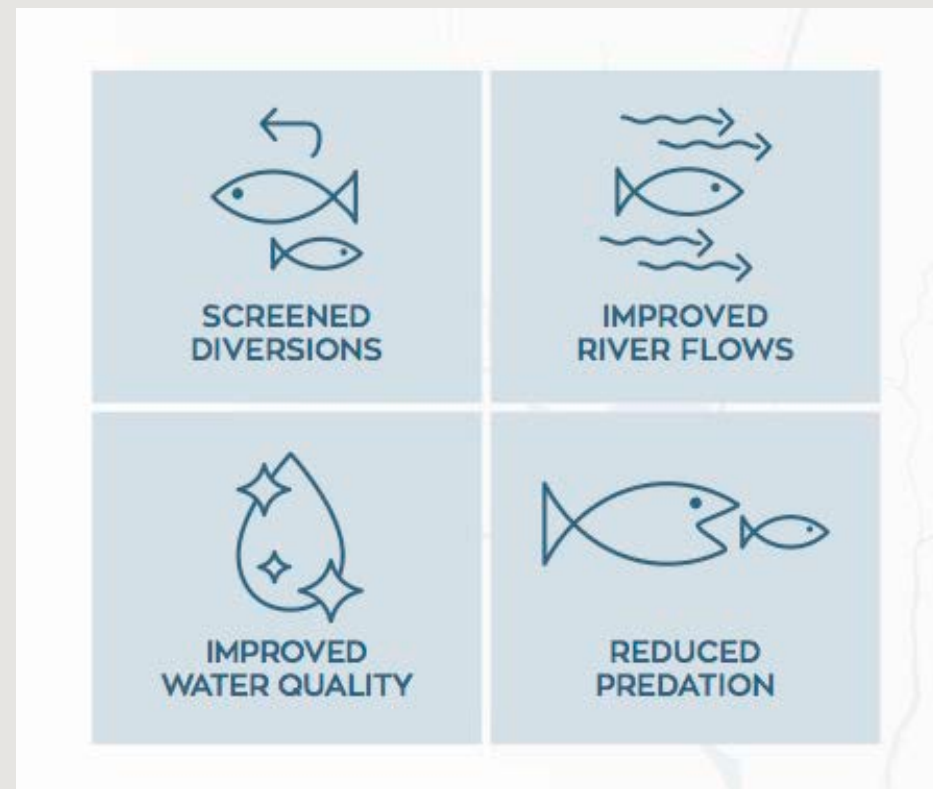 SCREENED
DIVERSIONS
IMPROVED
RIVER FLOWS
IMPROVED
WATER QUALITY
REDUCED
PREDATION